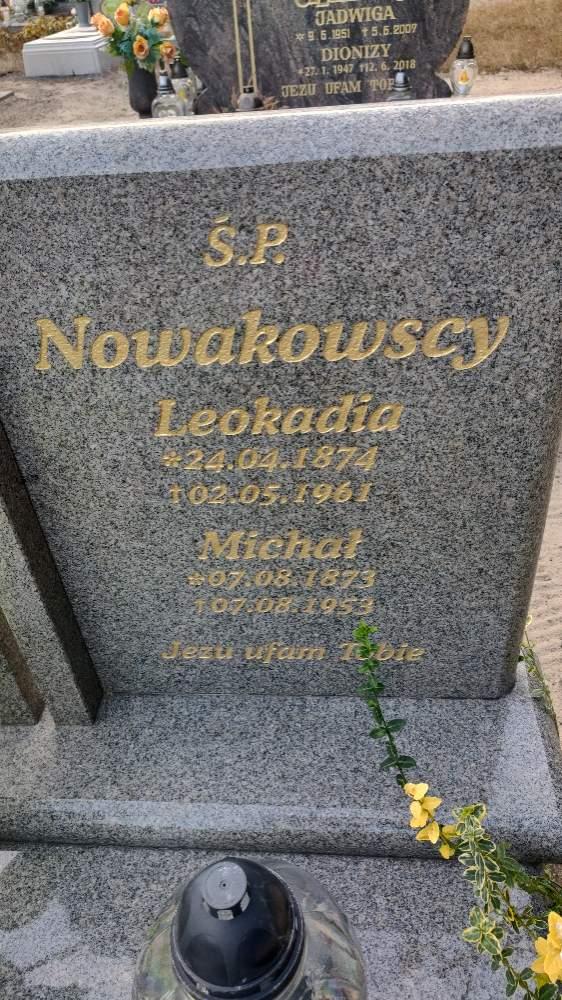 JADWIGA
*9.6.1951 †5.6.2007
DIONIZY
*27.1.1947 †12.6.2018
JEZU UFAM
Ś.P.
Nowakowscy
Leokadia
*24.04.1874
†02.05.1961
Michał
*07.08.1873
†07.08.1953
Jezu ufam Tobie